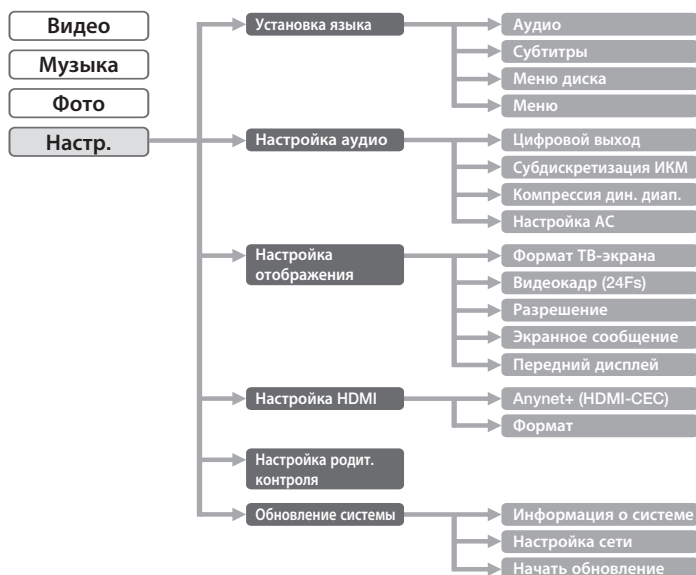 Видео
Музыка
Фото
Настр.
Установка языка
Аудио
Субтитры
Меню диска
Меню
Настройка аудио
Цифровой выход
Субдискретизация ИКМ
Компрессия дин. диап.
Настройка АС
Настройка
отображения
Формат ТВ-экрана
Видеокадр (24Fs)
Разрешение
Экранное сообщение
Передний дисплей
Настройка HDMI
Anynet+ (HDMI-CEC)
Формат
Настройка родит.
контроля
Обновление системы
Информация о системе
Настройка сети
Начать обновление